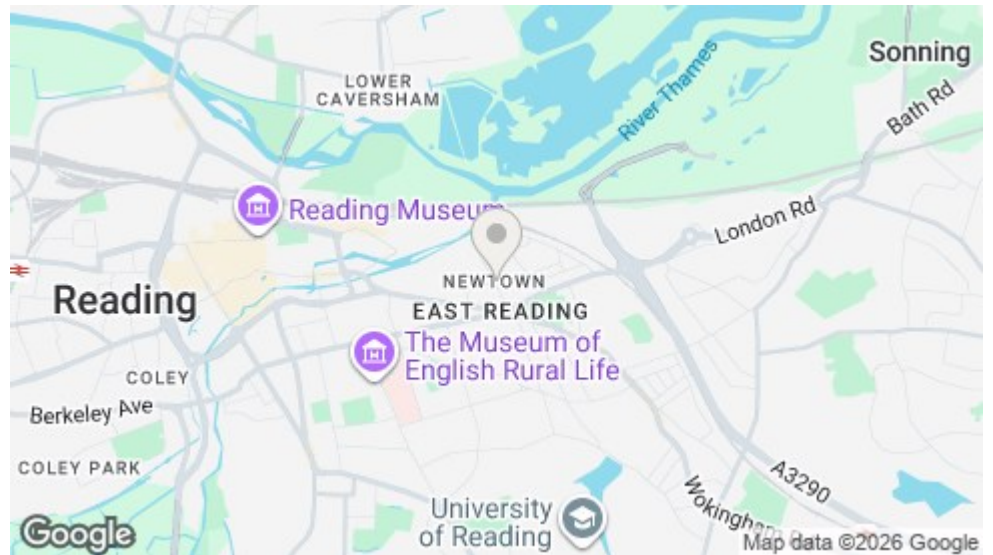 LOWER
CAVERSHAM
Sonning
Bath Rd
River Thames
Reading Museum
London Rd
NEWTOWN
EAST READING
Reading
The Museum of
English Rural Life
COLEY
Berkeley Ave
COLEY PARK
A3290
University
of Reading
Google
Map data ©2026 Google